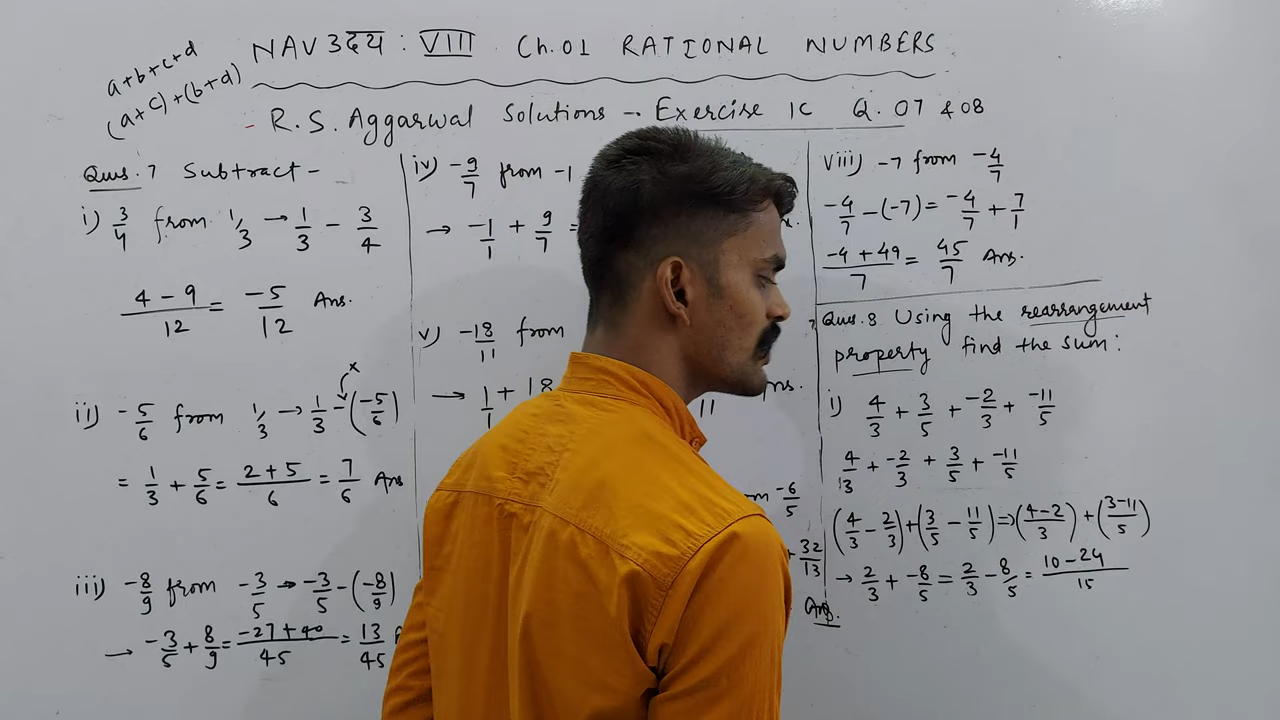 NAV उदय : VIII Ch.01 RATIONAL NUMBERS
a+b+c+d
(a+c)+(b+d)
- R.S. Aggarwal Solutions - Exercise 1C Q. 07 & 08
Ques. 7 Subtract -
i) 3/4 from 1/3 → 1/3 - 3/4
4-9/12 = -5/12 Ans.
ii) -5/6 from 1/3 → 1/3 - (-5/6)
x
= 1/3 + 5/6 = 2+5/6 = 7/6 Ans
iii) -8/9 from -3/5 → -3/5 - (-8/9)
→ -3/5 + 8/9 = -27+40/45 = 13/45
iv) -9/7 from -1
→ -1/1 + 9/7 =
v) -18/11 from
→ 1/1 + 18
11
-6/5
+ 32/13
Ans.
viii) -7 from -4/7
-4/7 - (-7) = -4/7 + 7/1
-4+49/7 = 45/7 Ans.
Ques. 8 Using the rearrangement
property find the sum:
i) 4/3 + 3/5 + -2/3 + -11/5
4/3 + -2/3 + 3/5 + -11/5
(4/3 - 2/3) + (3/5 - 11/5) ⇒ (4-2/3) + (3-11/5)
→ 2/3 + -8/5 = 2/3 - 8/5 = 10-24/15